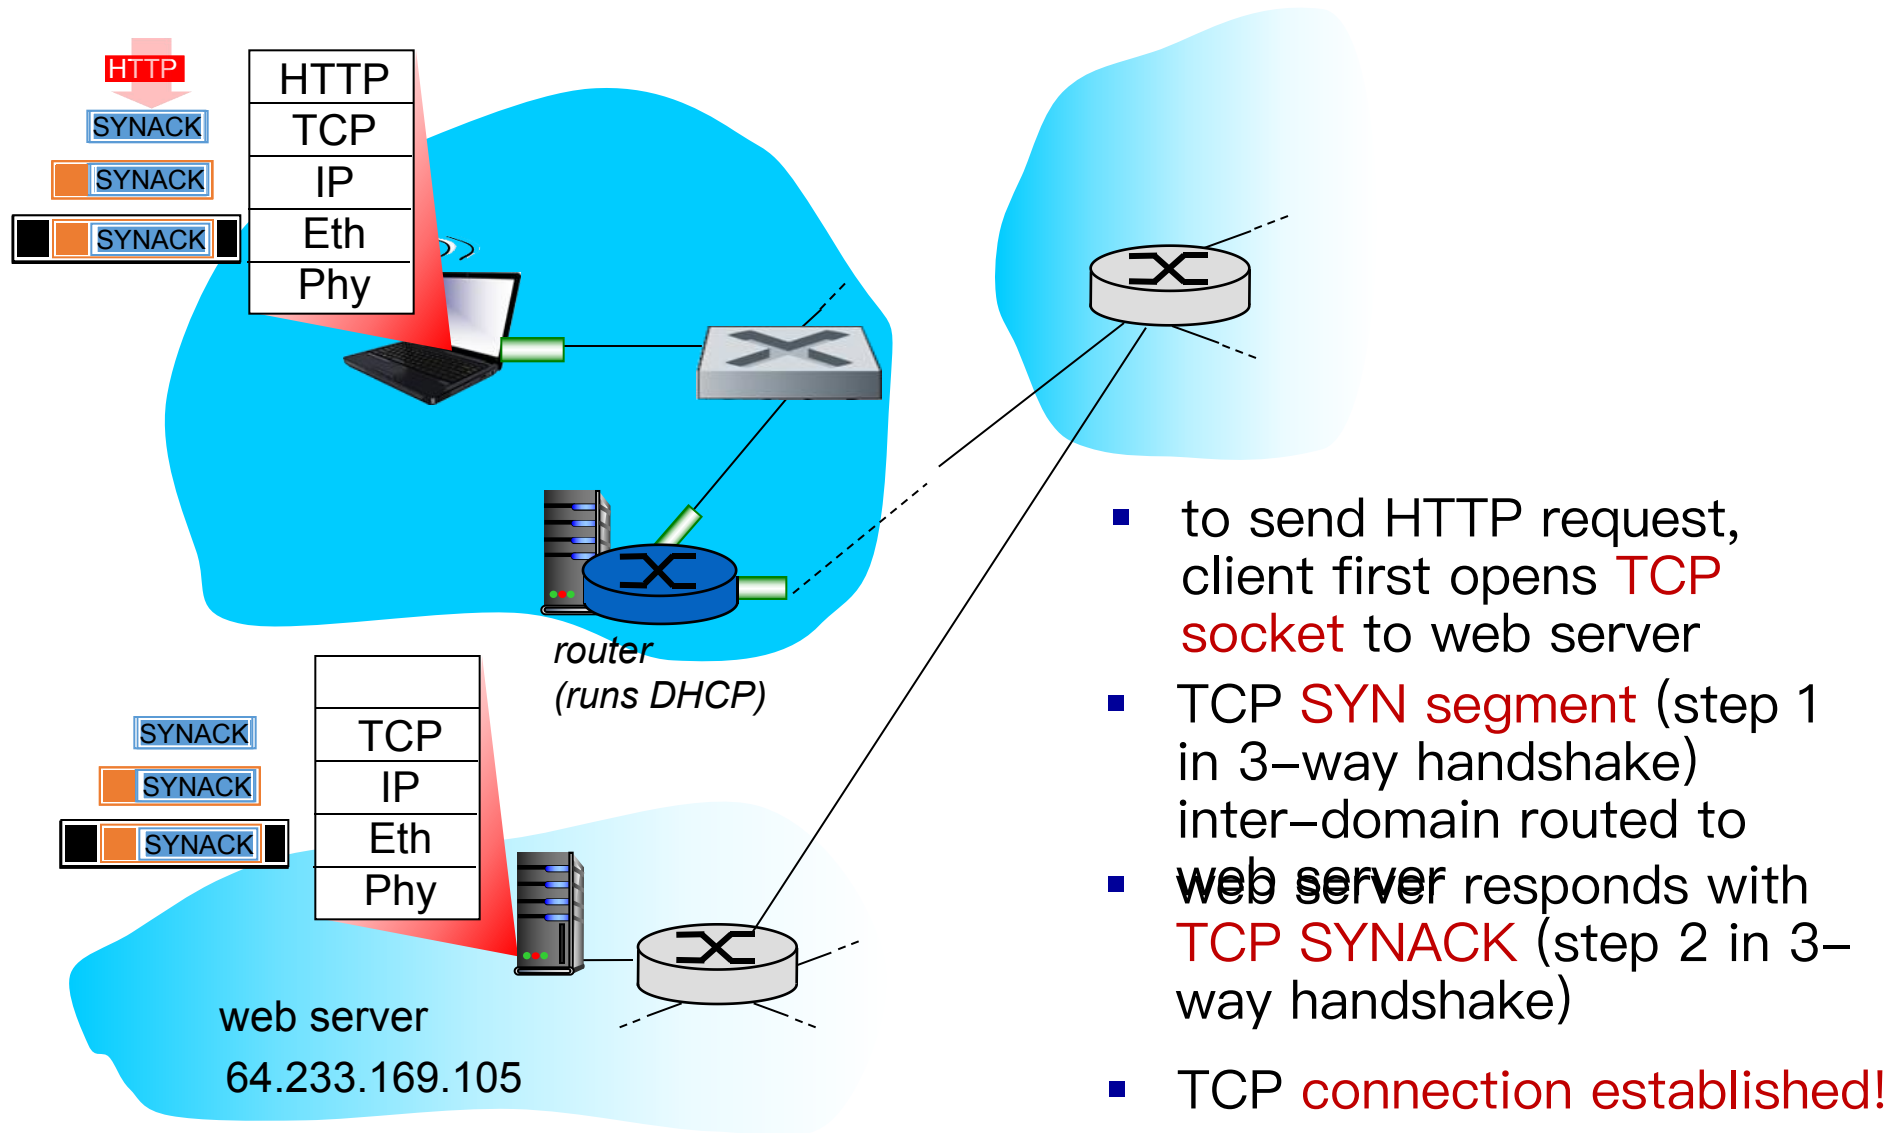 HTTP
SYNACK
SYNACK
SYNACK
HTTP
TCP
IP
Eth
Phy
router
(runs DHCP)
SYNACK
SYNACK
SYNACK
TCP
IP
Eth
Phy
web server
64.233.169.105
to send HTTP request,
client first opens TCP
socket to web server
TCP SYN segment (step 1
in 3-way handshake)
inter-domain routed to
web server
web server responds with
TCP SYNACK (step 2 in 3-
way handshake)
TCP connection established!